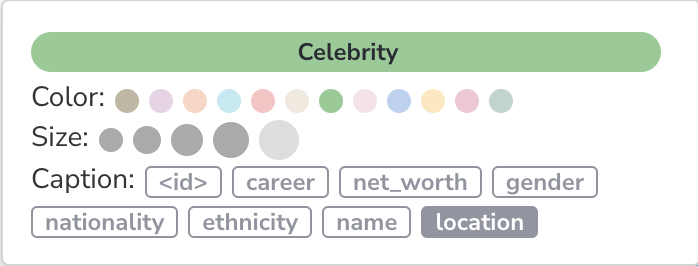 Celebrity
Color:
Size:
Caption: <id> career net_worth gender
nationality ethnicity name location